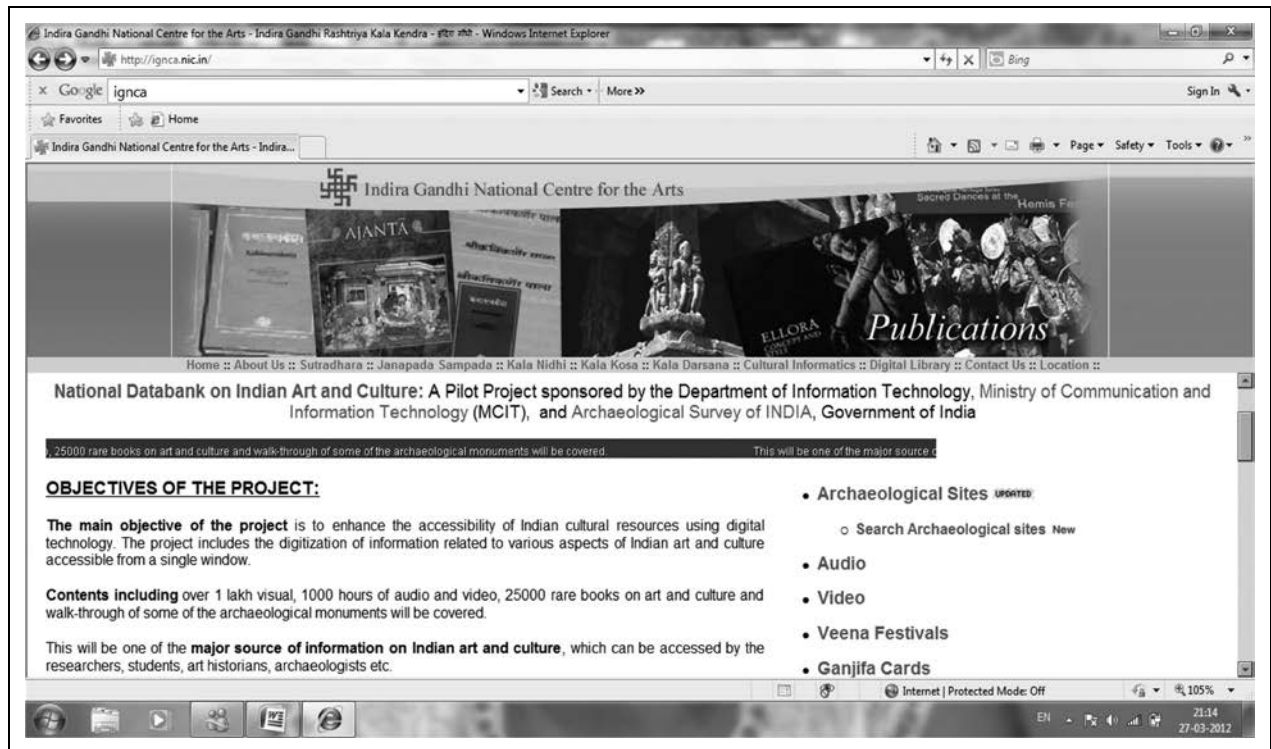 Indira Gandhi National Centre for the Arts - Indira Gandhi Rashtriya Kala Kendra - - Windows Internet Explorer
http://ignca.nic.in/
Bing
x Google ignca Search More >> Sign In
Favorites Home
Indira Gandhi National Centre for the Arts - Indira...
Page Safety Tools
Indira Gandhi National Centre for the Arts
Sacred Dances at the
Hemis Fe
AJANTĀ
ELLORĀ
CONCEPT AND
STYLE
Publications
Home :: About Us :: Sutradhara :: Janapada Sampada :: Kala Nidhi :: Kala Kosa :: Kala Darsana :: Cultural Informatics :: Digital Library :: Contact Us :: Location ::
National Databank on Indian Art and Culture: A Pilot Project sponsored by the Department of Information Technology, Ministry of Communication and
Information Technology (MCIT), and Archaeological Survey of INDIA, Government of India
, 25000 rare books on art and culture and walk-through of some of the archaeological monuments will be covered. This will be one of the major source o
OBJECTIVES OF THE PROJECT:
The main objective of the project is to enhance the accessibility of Indian cultural resources using digital
technology. The project includes the digitization of information related to various aspects of Indian art and culture
accessible from a single window.
Contents including over 1 lakh visual, 1000 hours of audio and video, 25000 rare books on art and culture and
walk-through of some of the archaeological monuments will be covered.
This will be one of the major source of information on Indian art and culture, which can be accessed by the
researchers, students, art historians, archaeologists etc.
• Archaeological Sites UPDATED
○ Search Archaeological sites New
• Audio
• Video
• Veena Festivals
• Ganjifa Cards
Internet | Protected Mode: Off 105%
EN 21:14
27-03-2012